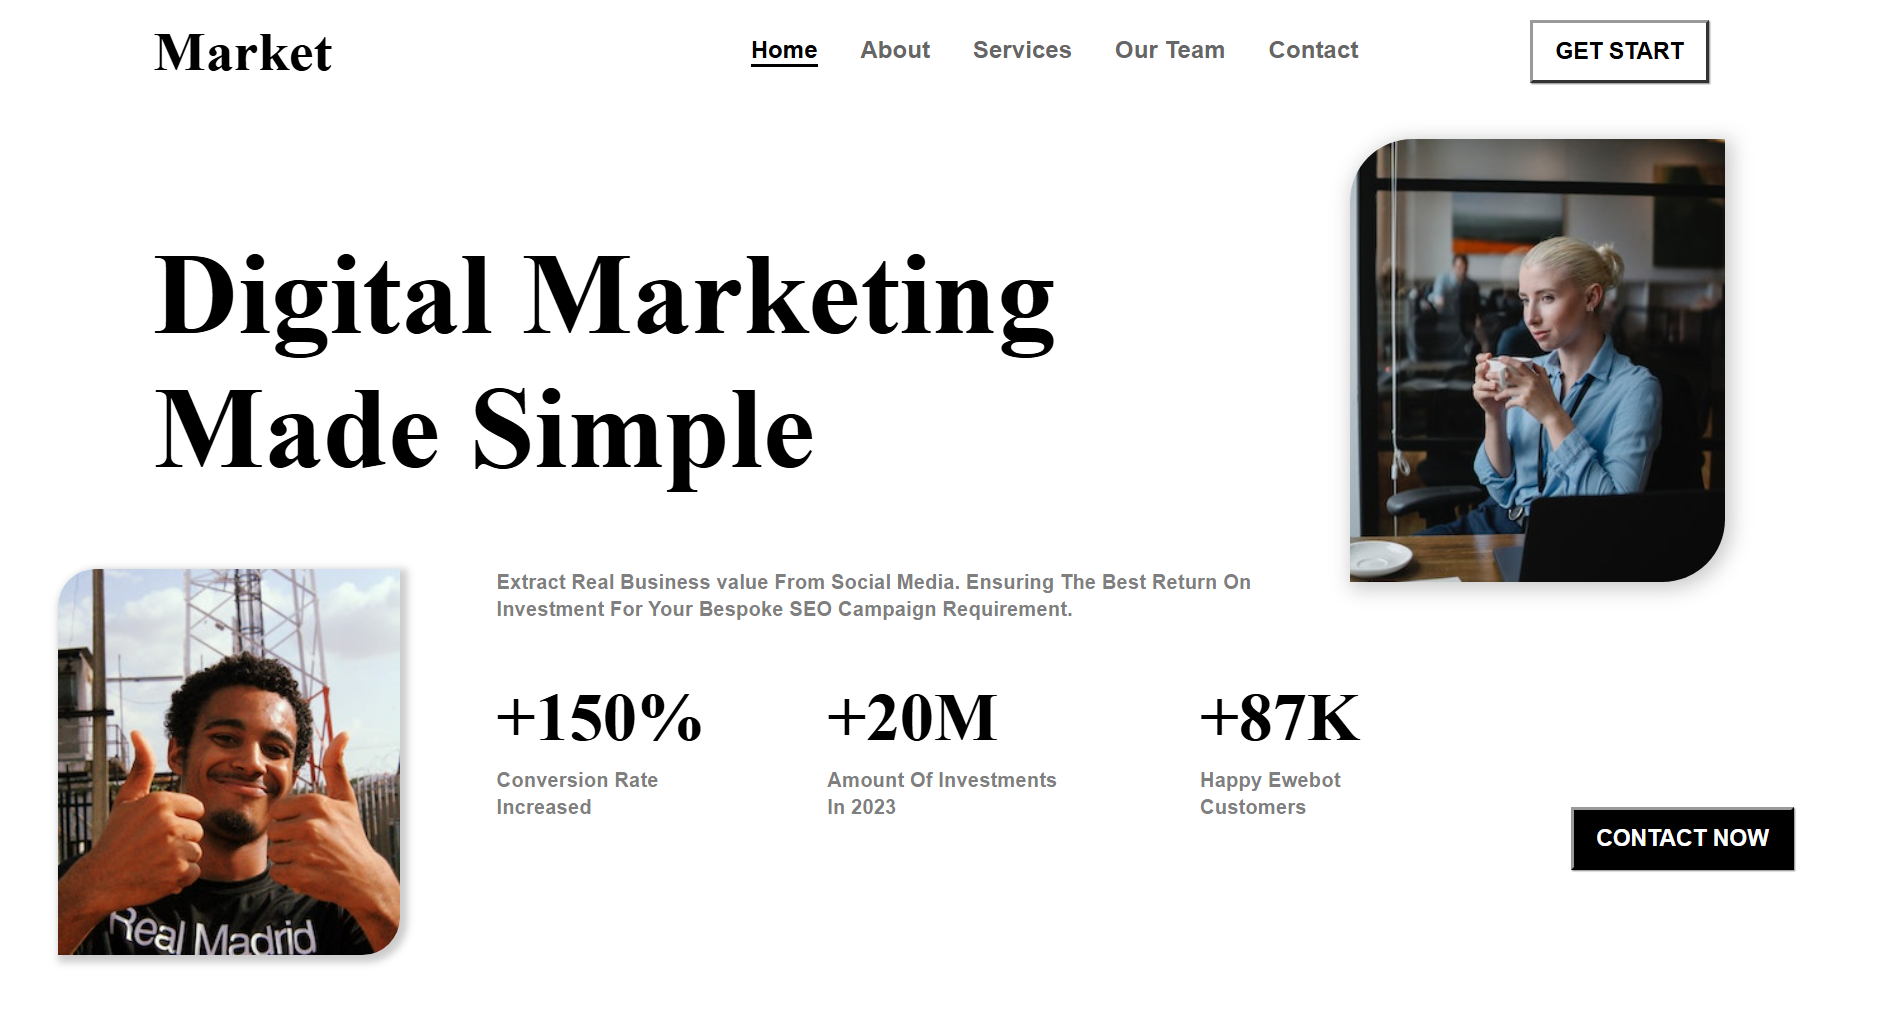 Market
Home
About
Services
Our Team
Contact
GET START
Digital Marketing
Made Simple
Extract Real Business value From Social Media. Ensuring The Best Return On
Investment For Your Bespoke SEO Campaign Requirement.
+150%
Conversion Rate
Increased
+20M
Amount Of Investments
In 2023
+87K
Happy Ewebot
Customers
CONTACT NOW
Real Madrid